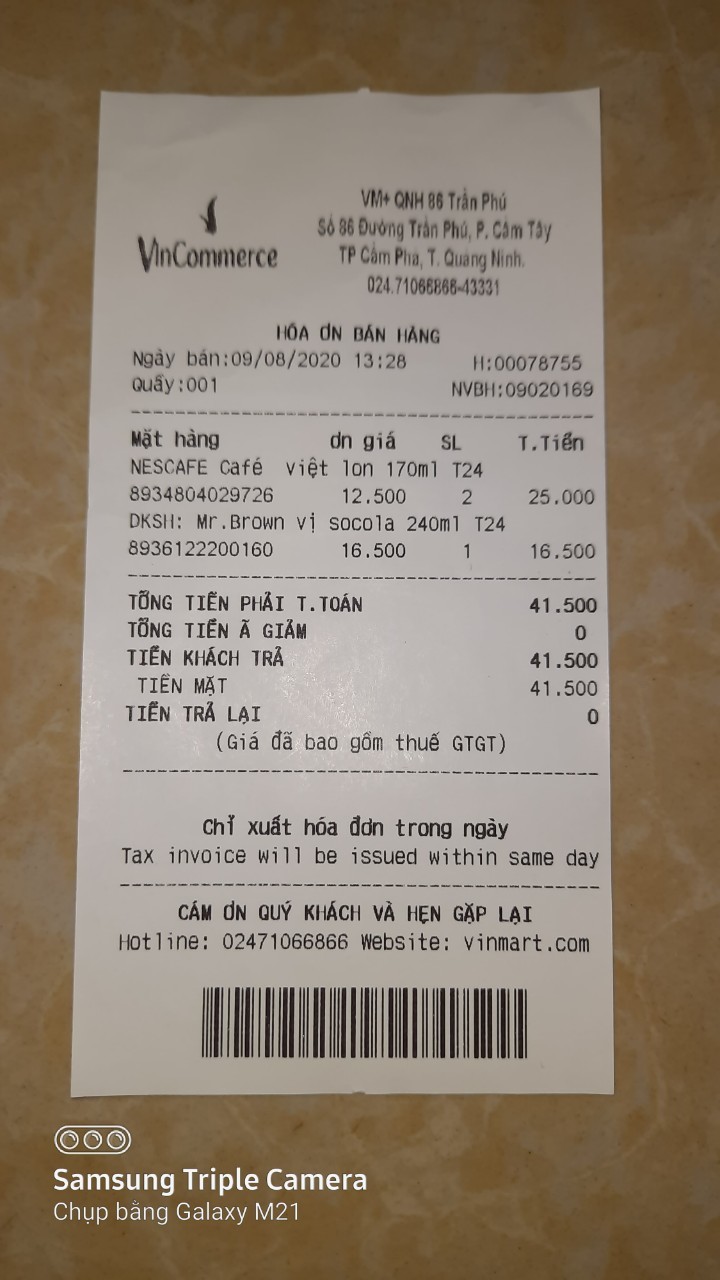 VinCommerce
VM+ QNH 86 Trần Phú
Số 86 Đường Trần Phú, P. Cẩm Tây
TP Cẩm Phả, T. Quảng Ninh.
024.71066866-43331
HÓA ƠN BÁN HÀNG
Ngày bán:09/08/2020 13:28 H:00078755
Quầy:001 NVBH:09020169
Mặt hàng ơn giá SL T.Tiền
NESCAFE Café việt lon 170ml T24
8934804029726 12.500 2 25.000
DKSH: Mr.Brown vị socola 240ml T24
8936122200160 16.500 1 16.500
TỔNG TIỀN PHẢI T.TOÁN 41.500
TỔNG TIỀN Ã GIẢM 0
TIỀN KHÁCH TRẢ 41.500
TIỀN MẶT 41.500
TIỀN TRẢ LẠI 0
(Giá đã bao gồm thuế GTGT)
Chỉ xuất hóa đơn trong ngày
Tax invoice will be issued within same day
CÁM ƠN QUÝ KHÁCH VÀ HẸN GẶP LẠI
Hotline: 02471066866 Website: vinmart.com
Samsung Triple Camera
Chụp bằng Galaxy M21